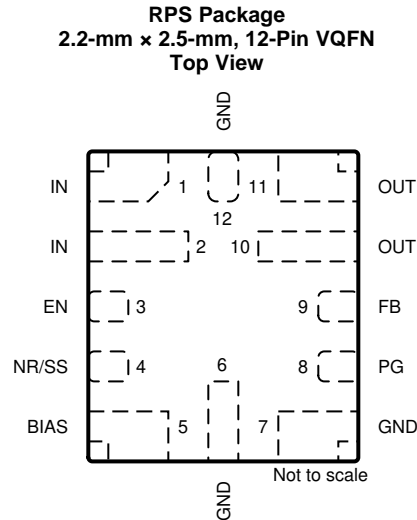 RPS Package
2.2-mm × 2.5-mm, 12-Pin VQFN
Top View
GND
IN 1 11 OUT
12
IN 2 10 OUT
EN 3 9 FB
NR/SS 4 6 8 PG
BIAS 5 7 GND
Not to scale
GND